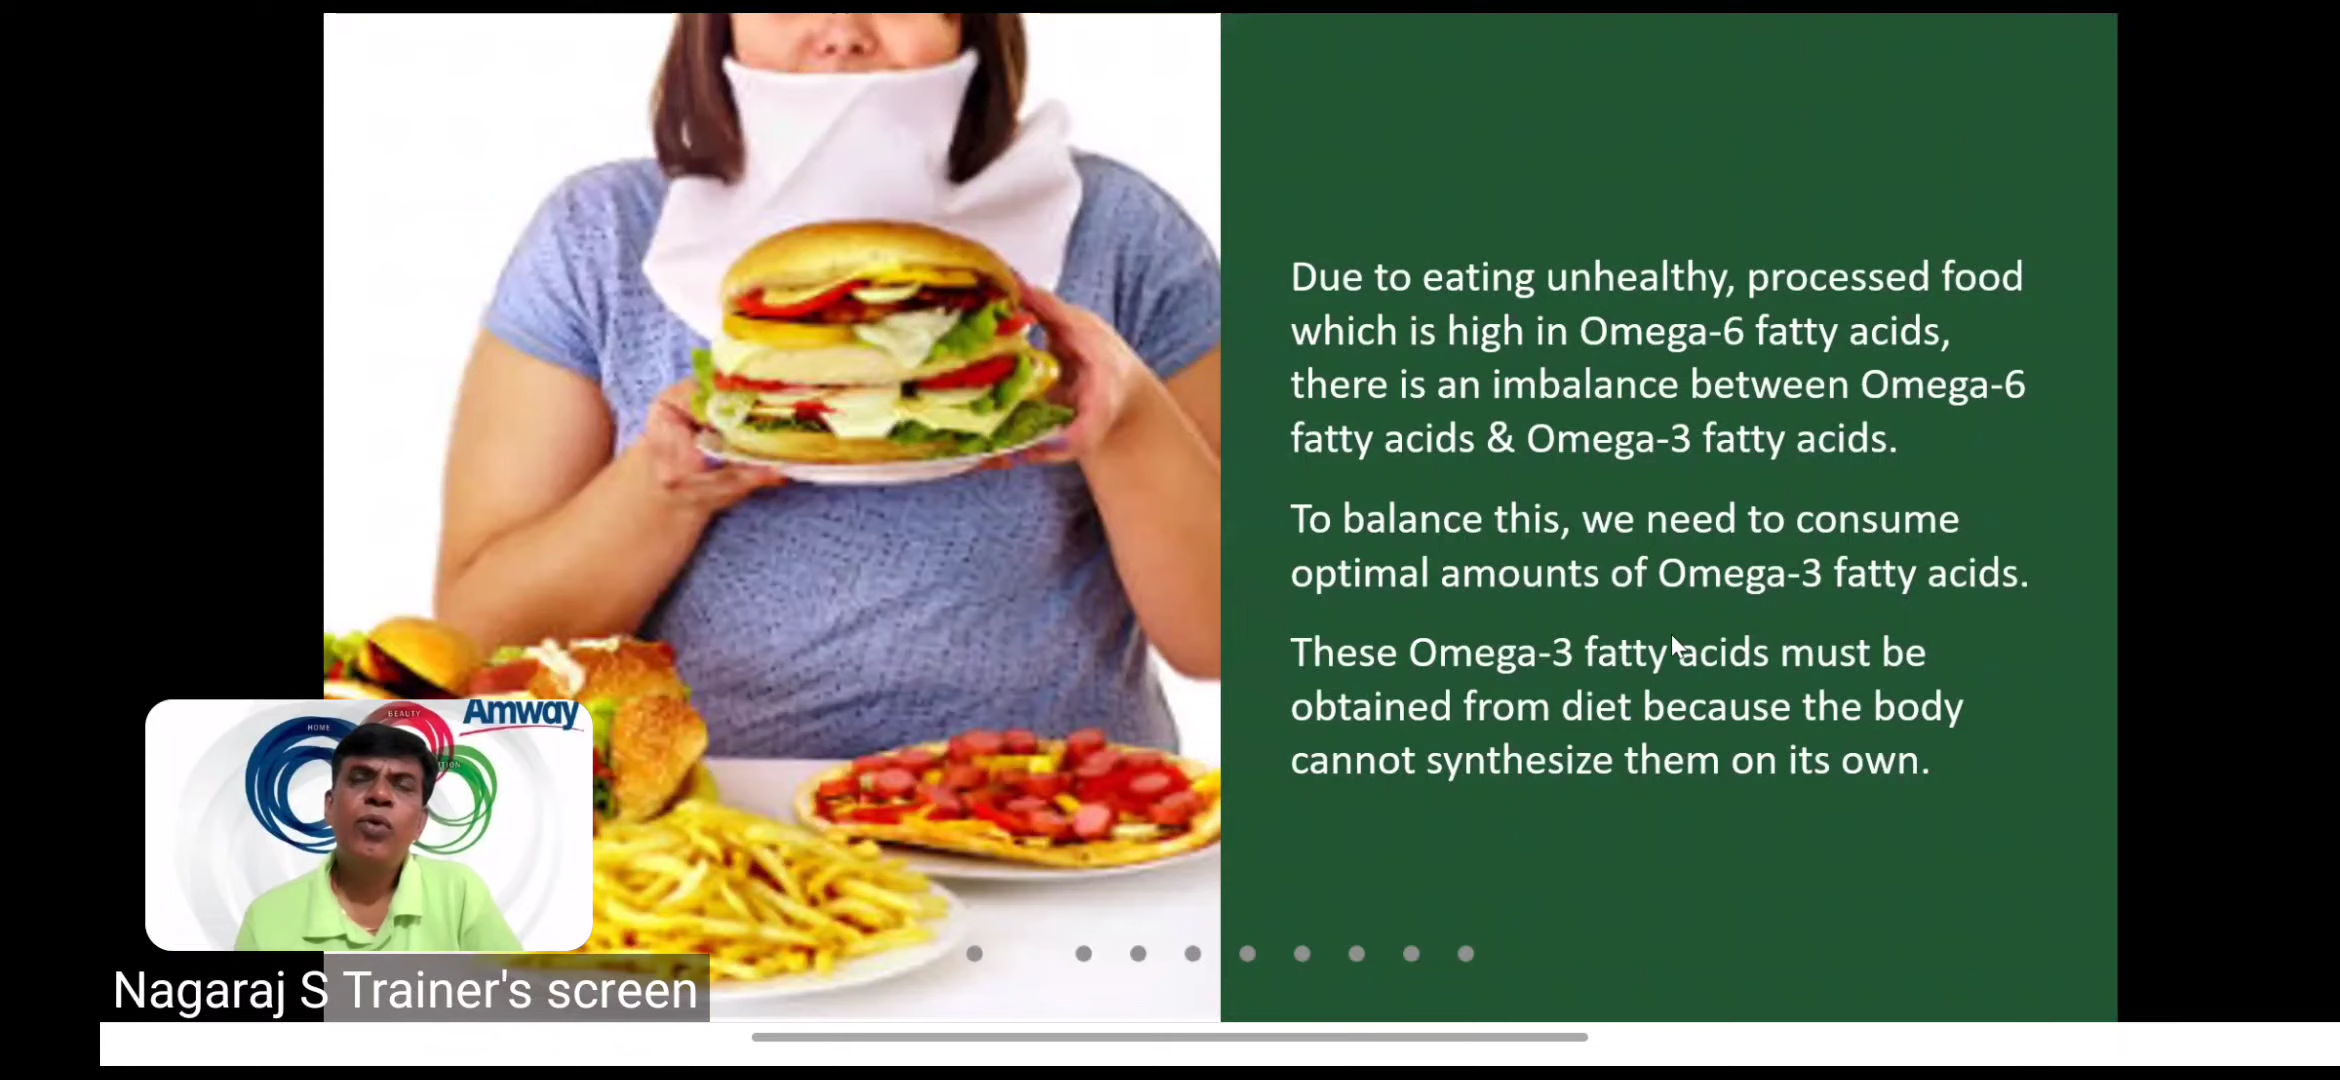 Due to eating unhealthy, processed food
which is high in Omega-6 fatty acids,
there is an imbalance between Omega-6
fatty acids & Omega-3 fatty acids.
To balance this, we need to consume
optimal amounts of Omega-3 fatty acids.
These Omega-3 fatty acids must be
obtained from diet because the body
cannot synthesize them on its own.
Amway
BEAUTY
HOME
Nagaraj S Trainer's screen